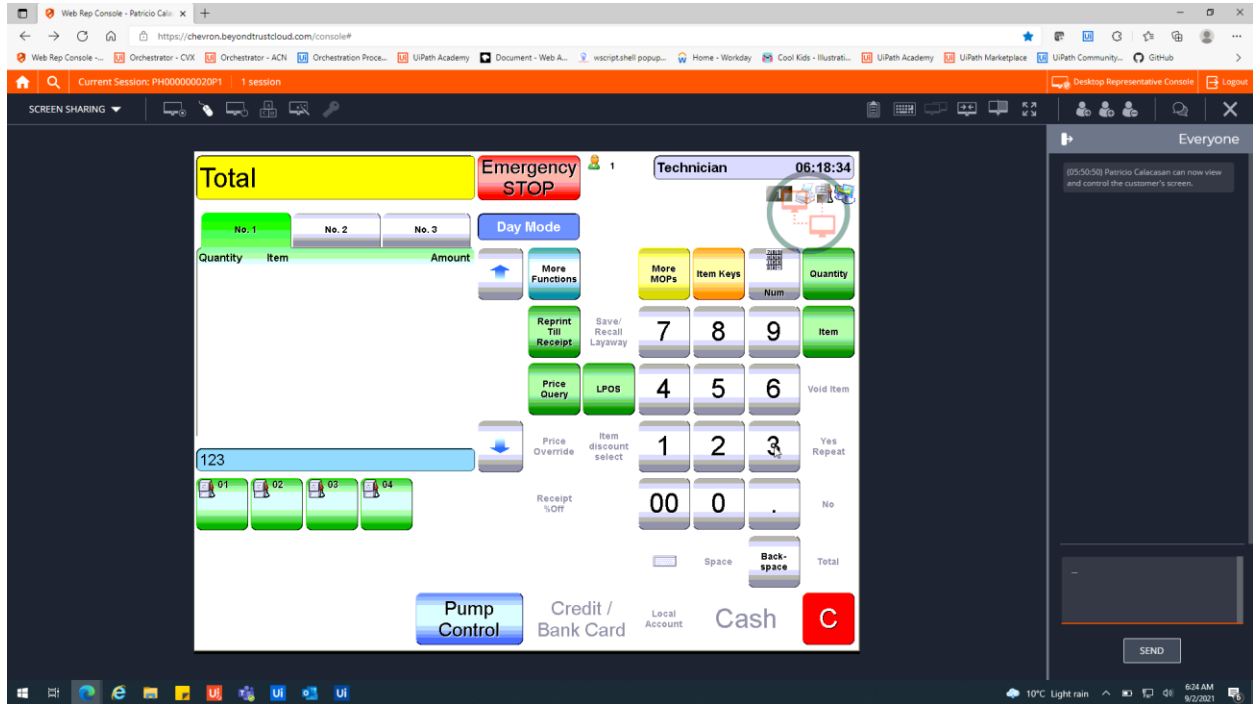 Web Rep Console - Patricio Cala
https://chevron.beyondtrustcloud.com/console#
Web Rep Console -... Orchestrator - CVX Orchestrator - ACN Orchestration Proce... UiPath Academy Document - Web A... wscript.shell popup... Home - Workday Cool Kids - Illustrati... UiPath Academy UiPath Marketplace UiPath Community... GitHub
Current Session: PH000000020P1 1 session Desktop Representative Console Logout
SCREEN SHARING
Everyone
(05:50:50) Patricio Calacasan can now view
and control the customer's screen.
Total
Emergency
STOP
1
Technician 06:18:34
1
No. 1 No. 2 No. 3
Day Mode
Quantity Item Amount
More
Functions
More
MOPs
Item Keys
Num
Quantity
Reprint
Till
Receipt
Save/
Recall
Layaway
7 8 9
Item
Price
Query
LPOS
4 5 6
Void Item
Price
Override
Item
discount
select
1 2 3
Yes
Repeat
123
01 02 03 04
Receipt
%Off
00 0 .
No
Space
Back-
space
Total
Pump
Control
Credit /
Bank Card
Local
Account
Cash
C
SEND
10°C Light rain
6:24 AM
9/2/2021